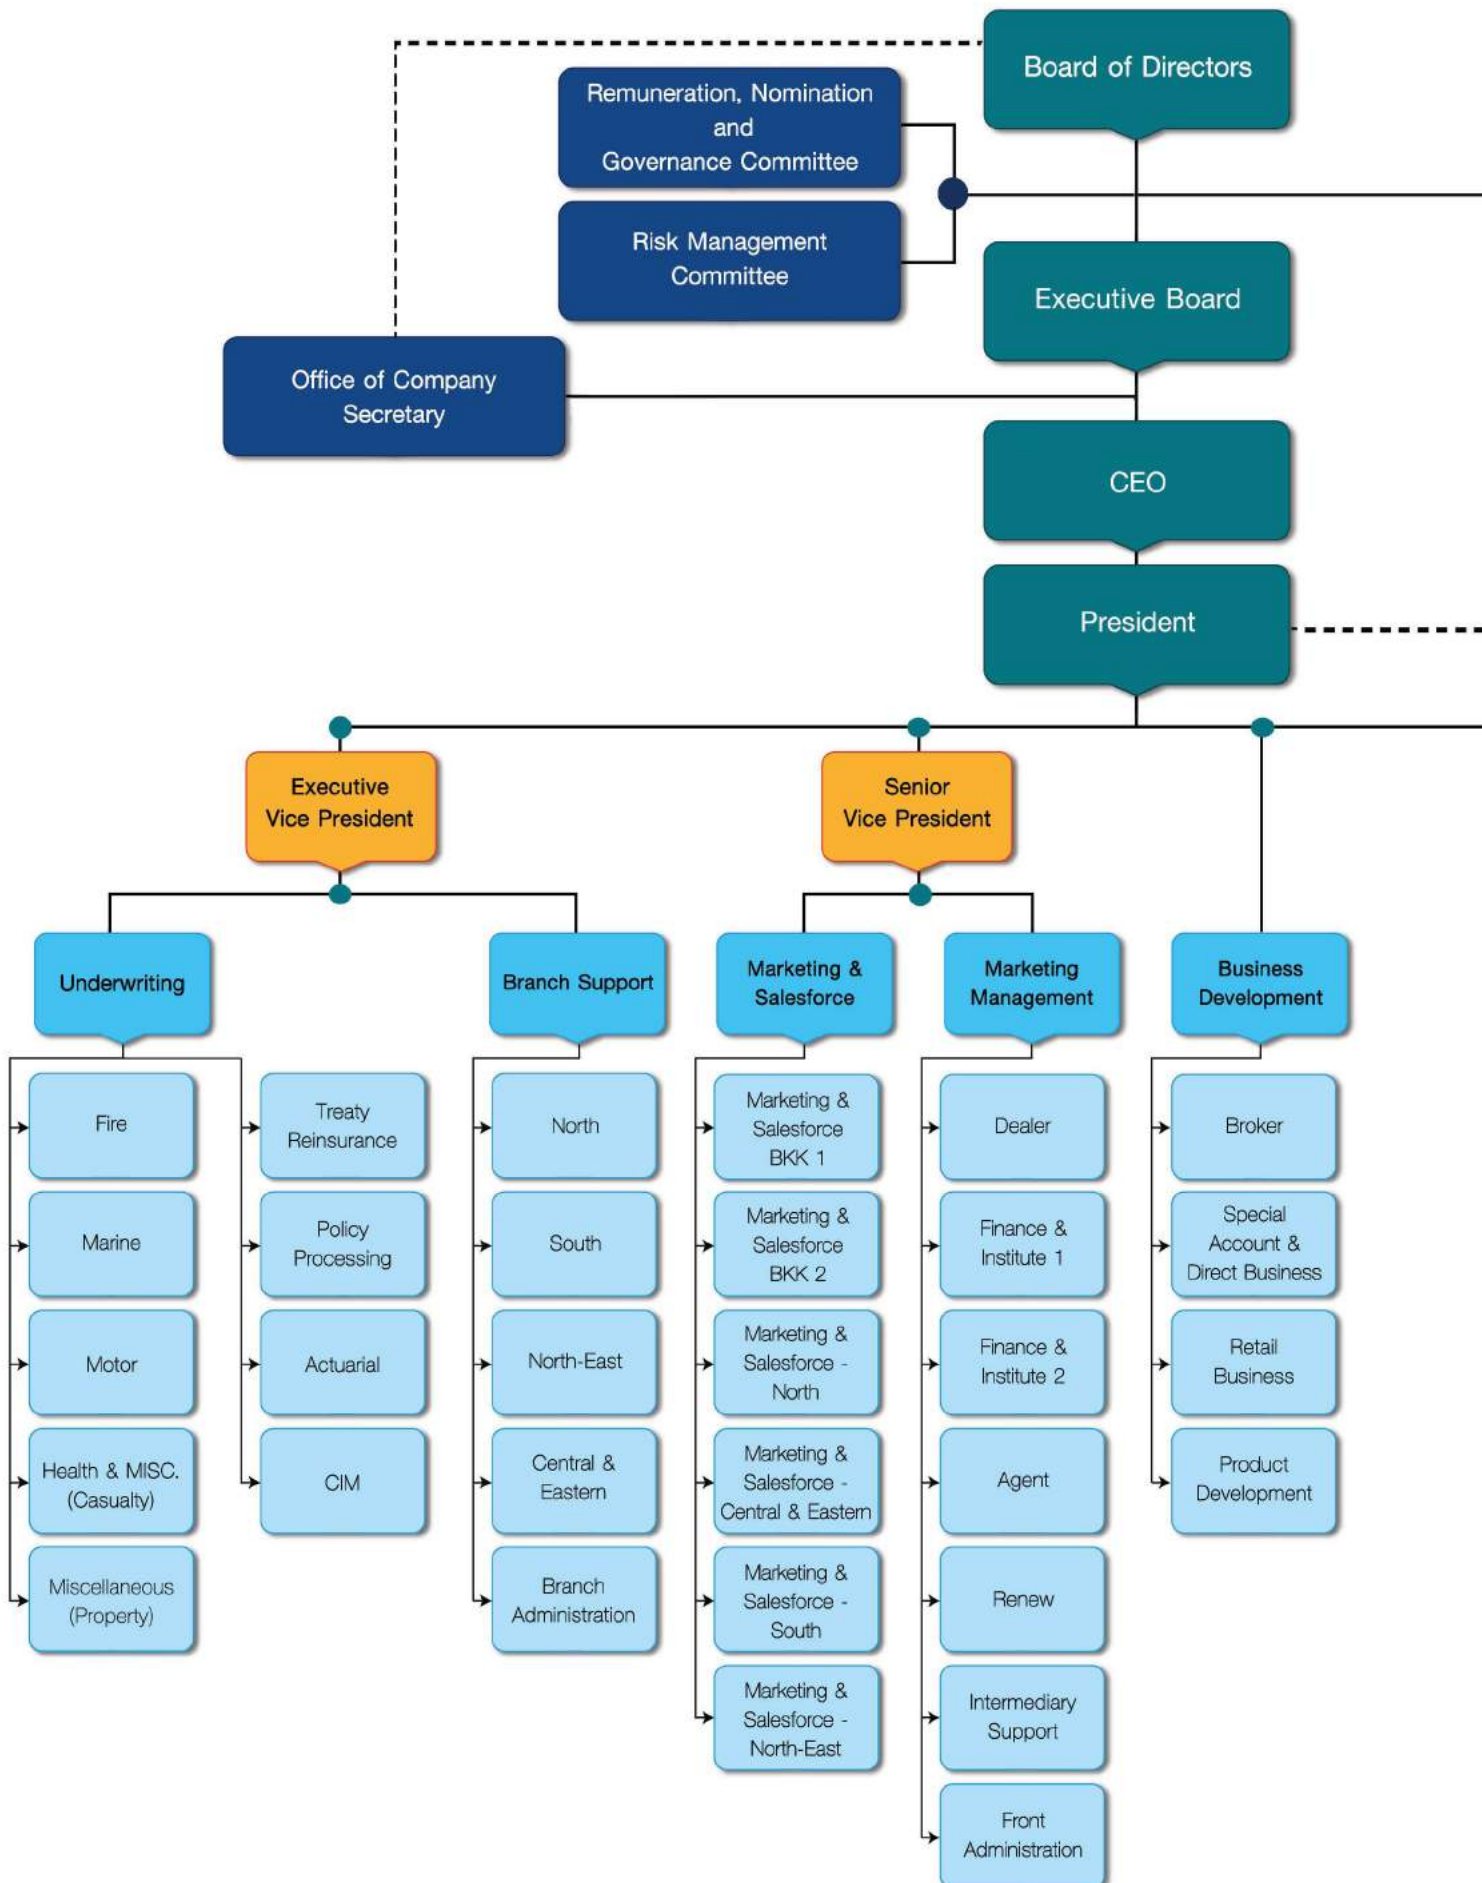 Board of Directors
Remuneration, Nomination
and
Governance Committee
Risk Management
Committee
Executive Board
Office of Company
Secretary
CEO
President
Executive
Vice President
Senior
Vice President
Underwriting
Branch Support
Marketing &
Salesforce
Marketing
Management
Business
Development
Fire
Marine
Motor
Health & MISC.
(Casualty)
Miscellaneous
(Property)
Treaty
Reinsurance
Policy
Processing
Actuarial
CIM
North
South
North-East
Central &
Eastern
Branch
Administration
Marketing &
Salesforce
BKK 1
Marketing &
Salesforce
BKK 2
Marketing &
Salesforce -
North
Marketing &
Salesforce -
Central & Eastern
Marketing &
Salesforce -
South
Marketing &
Salesforce -
North-East
Dealer
Finance &
Institute 1
Finance &
Institute 2
Agent
Renew
Intermediary
Support
Front
Administration
Broker
Special
Account &
Direct Business
Retail
Business
Product
Development